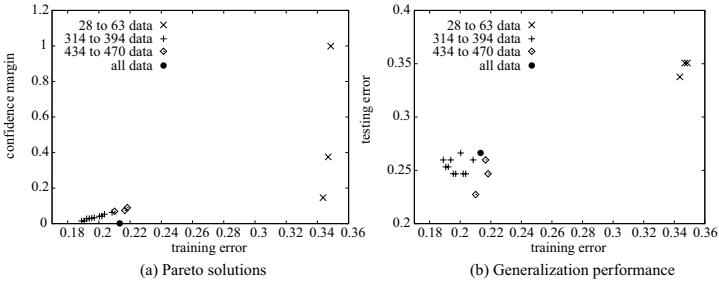 1.2
1
0.8
0.6
0.4
0.2
0
confidence margin
28 to 63 data
314 to 394 data
434 to 470 data
all data
0.18 0.2 0.22 0.24 0.26 0.28 0.3 0.32 0.34 0.36
training error
(a) Pareto solutions
0.4
0.35
0.3
0.25
0.2
testing error
28 to 63 data
314 to 394 data
434 to 470 data
all data
0.18 0.2 0.22 0.24 0.26 0.28 0.3 0.32 0.34 0.36
training error
(b) Generalization performance